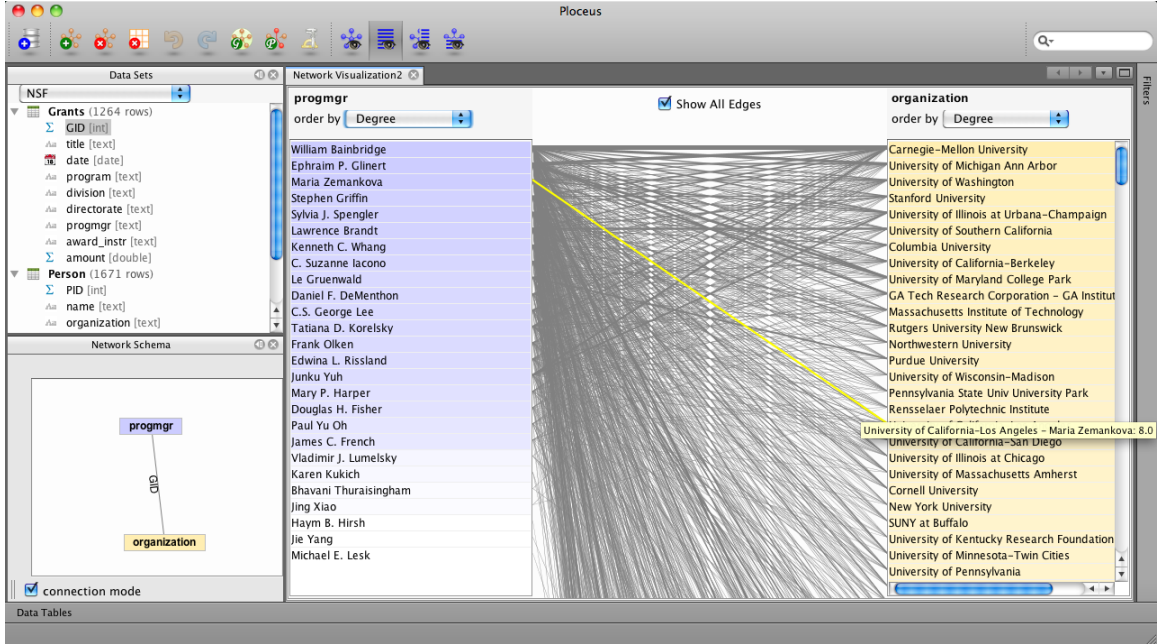 Ploceus
Data Sets
NSF
Grants (1264 rows)
Σ GID [int]
Aa title [text]
date [date]
Aa program [text]
Aa division [text]
Aa directorate [text]
Aa progmgr [text]
Aa award_instr [text]
Σ amount [double]
Person (1671 rows)
Σ PID [int]
Aa name [text]
Aa organization [text]
Network Schema
progmgr
GID
organization
connection mode
Data Tables
Network Visualization2
progmgr
order by Degree
Show All Edges
organization
order by Degree
William Bainbridge
Ephraim P. Glinert
Maria Zemankova
Stephen Griffin
Sylvia J. Spengler
Lawrence Brandt
Kenneth C. Whang
C. Suzanne Iacono
Le Gruenwald
Daniel F. DeMenthon
C.S. George Lee
Tatiana D. Korelsky
Frank Olken
Edwina L. Rissland
Junku Yuh
Mary P. Harper
Douglas H. Fisher
Paul Yu Oh
James C. French
Vladimir J. Lumelsky
Karen Kukich
Bhavani Thuraisingham
Jing Xiao
Haym B. Hirsh
Jie Yang
Michael E. Lesk
Carnegie-Mellon University
University of Michigan Ann Arbor
University of Washington
Stanford University
University of Illinois at Urbana-Champaign
University of Southern California
Columbia University
University of California-Berkeley
University of Maryland College Park
GA Tech Research Corporation - GA Institut
Massachusetts Institute of Technology
Rutgers University New Brunswick
Northwestern University
Purdue University
University of Wisconsin-Madison
Pennsylvania State Univ University Park
Rensselaer Polytechnic Institute
University of California-Los Angeles - Maria Zemankova: 8.0
University of California-San Diego
University of Illinois at Chicago
University of Massachusetts Amherst
Cornell University
New York University
SUNY at Buffalo
University of Kentucky Research Foundation
University of Minnesota-Twin Cities
University of Pennsylvania
Filters